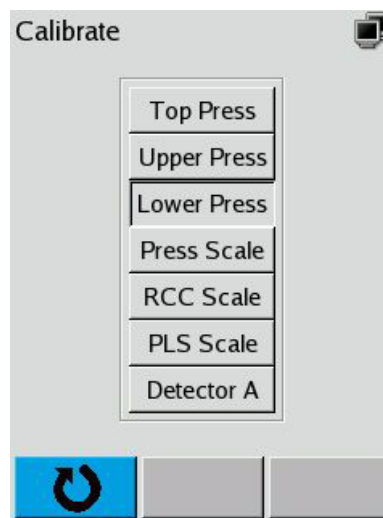 Calibrate
Top Press
Upper Press
Lower Press
Press Scale
RCC Scale
PLS Scale
Detector A